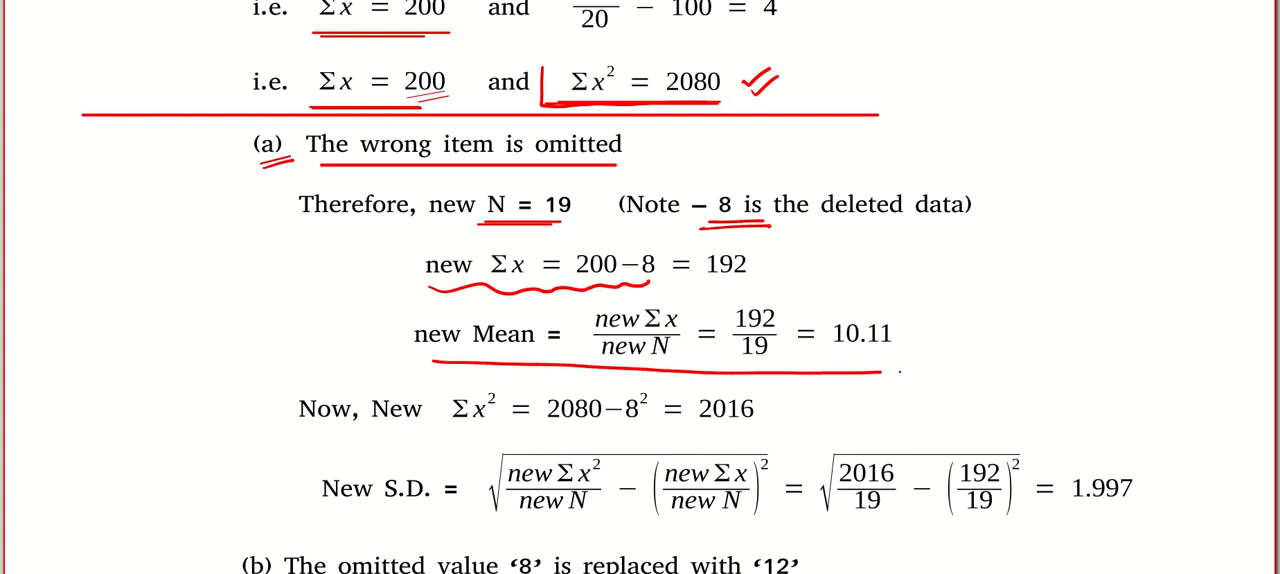 i.e. Σx = 200 and /20 − 100 = 4
i.e. Σx = 200 and Σx² = 2080
(a) The wrong item is omitted
Therefore, new N = 19 (Note – 8 is the deleted data)
new Σx = 200−8 = 192
new Mean = new Σx / new N = 192/19 = 10.11
Now, New Σx² = 2080−8² = 2016
New S.D. = √(new Σx² / new N − (new Σx / new N)²) = √(2016/19 − (192/19)²) = 1.997
(b) The omitted value ‘8’ is replaced with ‘12’